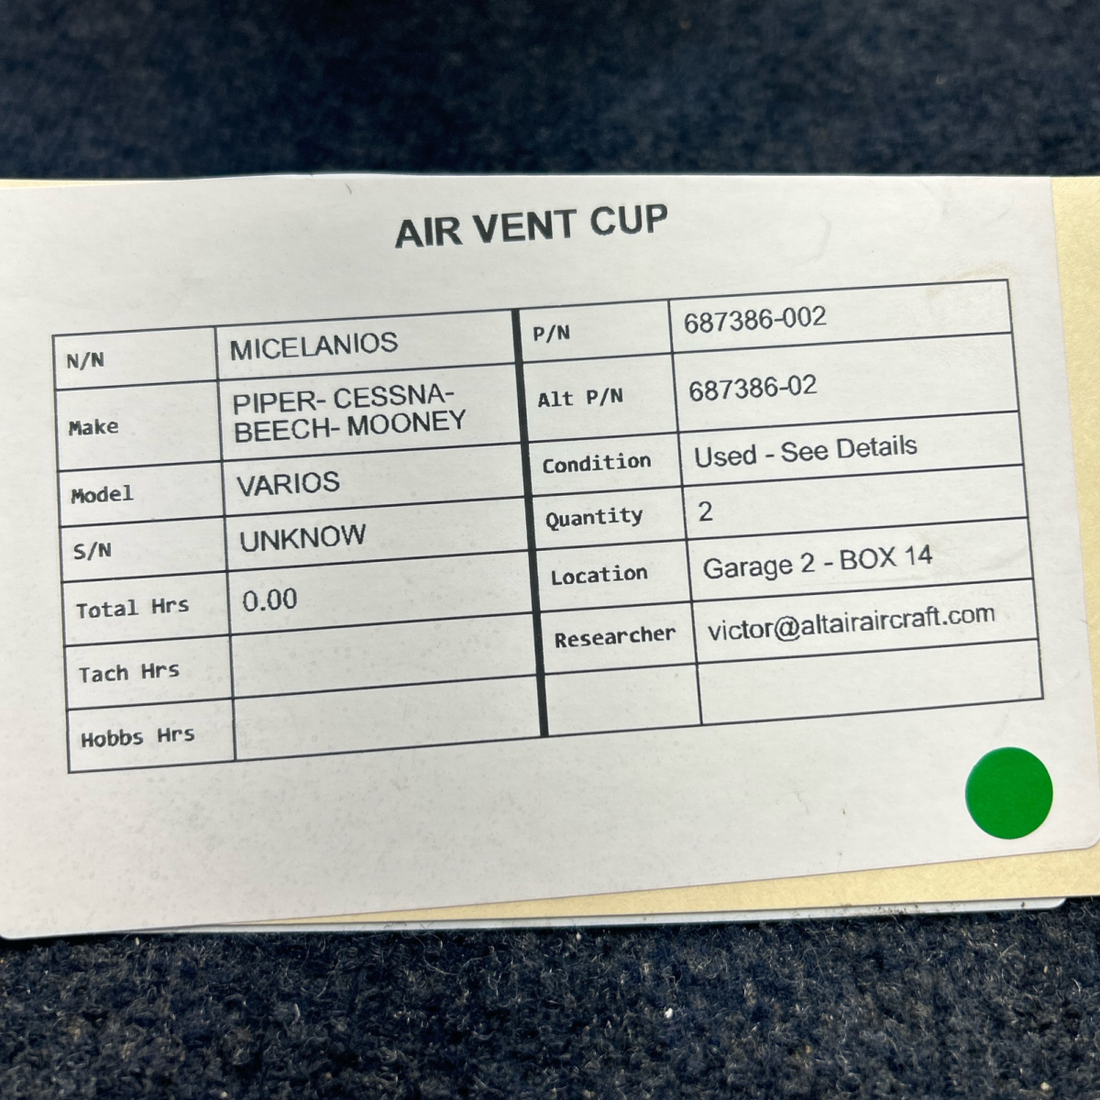 AIR VENT CUP
N/N MICELANIOS P/N 687386-002
Make PIPER- CESSNA-
BEECH- MOONEY Alt P/N 687386-02
Model VARIOS Condition Used - See Details
S/N UNKNOW Quantity 2
Total Hrs 0.00 Location Garage 2 - BOX 14
Tach Hrs Researcher victor@altairaircraft.com
Hobbs Hrs